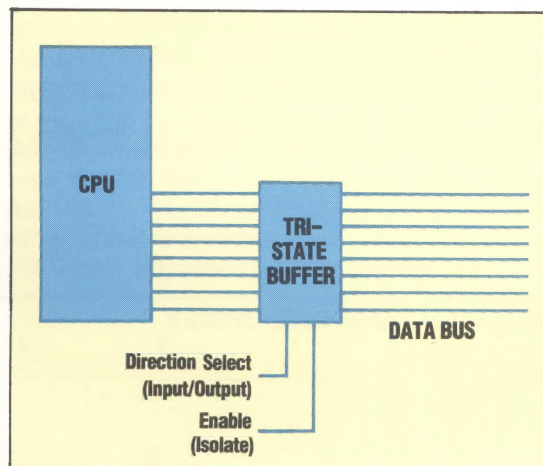 CPU
TRI-
STATE
BUFFER
DATA BUS
Direction Select
(Input/Output)
Enable
(Isolate)